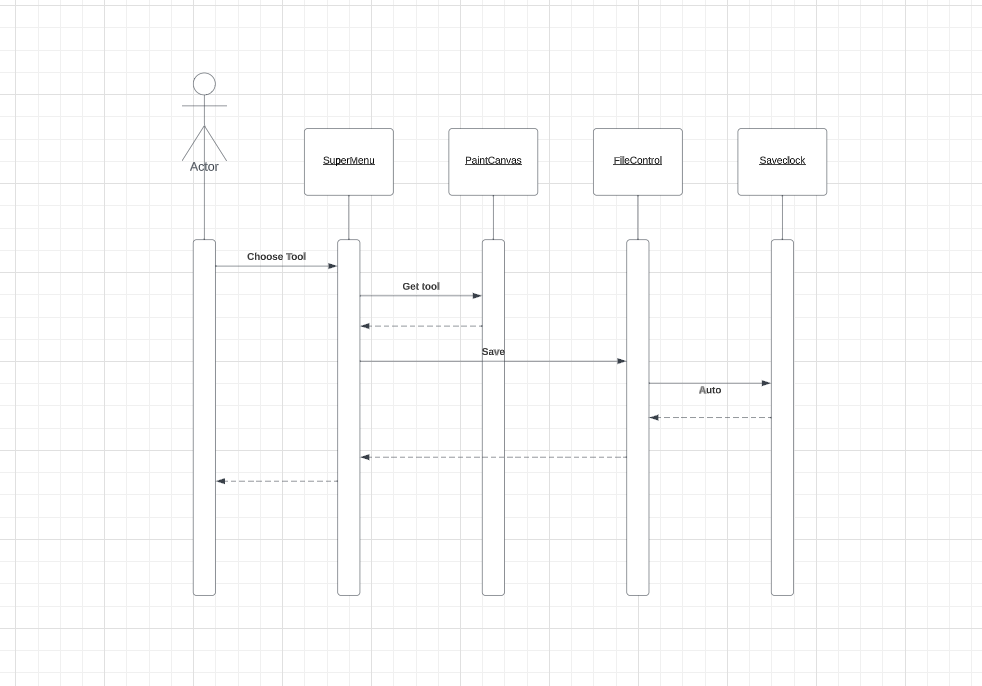 Actor
SuperMenu
PaintCanvas
FileControl
Saveclock
Choose Tool
Get tool
Save
Auto